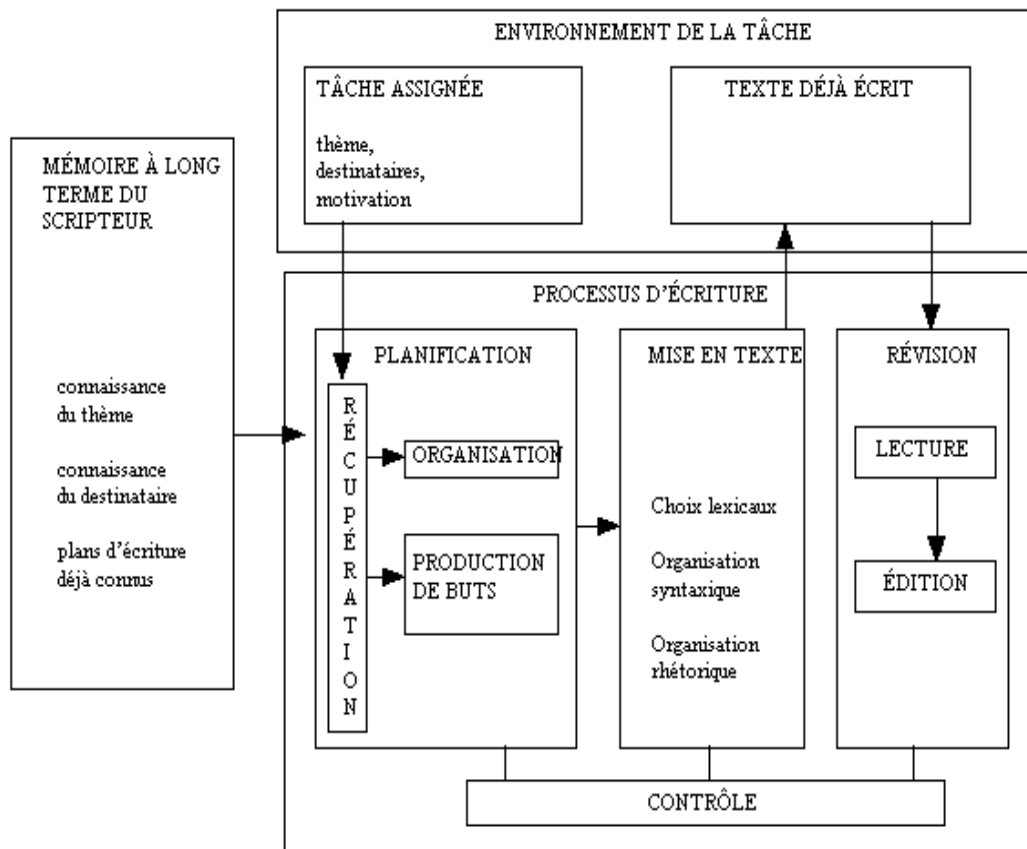 ENVIRONNEMENT DE LA TÂCHE
TÂCHE ASSIGNÉE
thème,
destinataires,
motivation
TEXTE DÉJÀ ÉCRIT
MÉMOIRE À LONG
TERME DU
SCRIPTEUR
connaissance
du thème
connaissance
du destinataire
plans d'écriture
déjà connus
PROCESSUS D'ÉCRITURE
PLANIFICATION
RÉCUPÉRATION
ORGANISATION
PRODUCTION
DE BUTS
MISE EN TEXTE
Choix lexicaux
Organisation
syntaxique
Organisation
rhétorique
RÉVISION
LECTURE
ÉDITION
CONTRÔLE